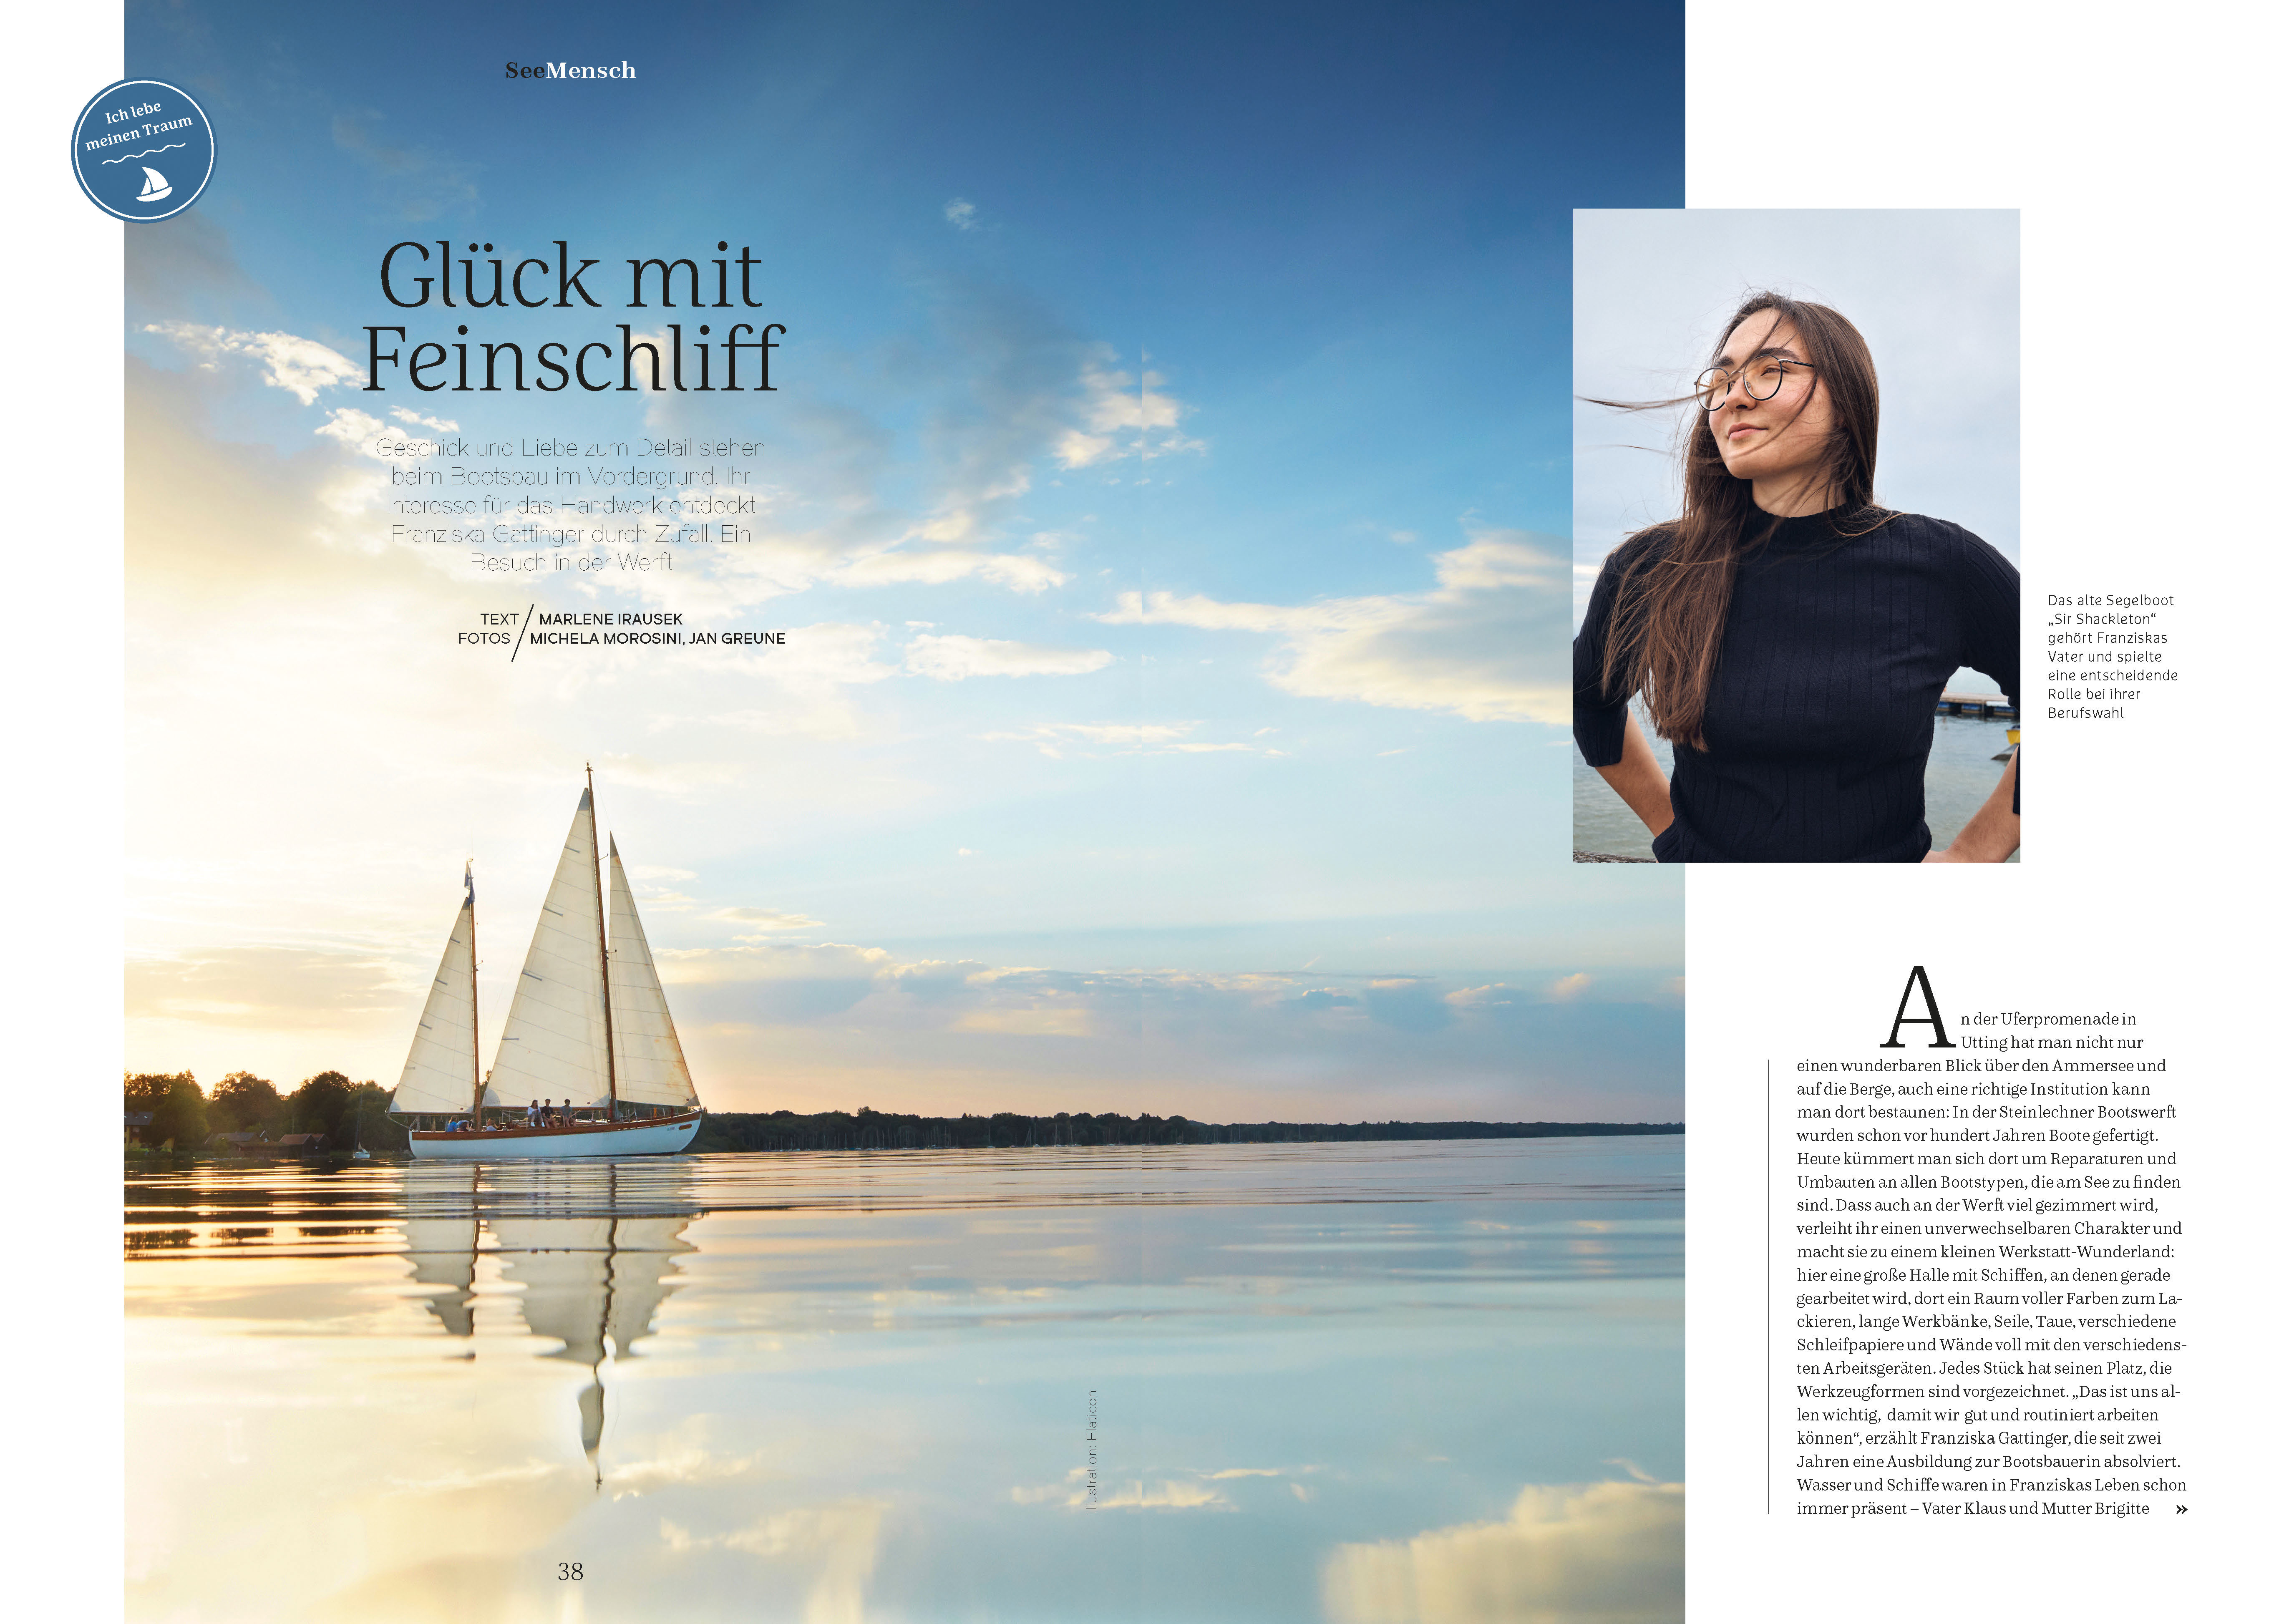 SeeMensch
Ich lebe
meinen Traum
Glück mit
Feinschliff
Geschick und Liebe zum Detail stehen
beim Bootsbau im Vordergrund. Ihr
Interesse für das Handwerk entdeckt
Franziska Gattinger durch Zufall. Ein
Besuch in der Werft
TEXT / MARLENE IRAUSEK
FOTOS / MICHELA MOROSINI, JAN GREUNE
Illustration: Flaticon
38
Das alte Segelboot
„Sir Shackleton“
gehört Franziskas
Vater und spielte
eine entscheidende
Rolle bei ihrer
Berufswahl
An der Uferpromenade in
Utting hat man nicht nur
einen wunderbaren Blick über den Ammersee und
auf die Berge, auch eine richtige Institution kann
man dort bestaunen: In der Steinlechner Bootswerft
wurden schon vor hundert Jahren Boote gefertigt.
Heute kümmert man sich dort um Reparaturen und
Umbauten an allen Bootstypen, die am See zu finden
sind. Dass auch an der Werft viel gezimmert wird,
verleiht ihr einen unverwechselbaren Charakter und
macht sie zu einem kleinen Werkstatt-Wunderland:
hier eine große Halle mit Schiffen, an denen gerade
gearbeitet wird, dort ein Raum voller Farben zum La-
ckieren, lange Werkbänke, Seile, Taue, verschiedene
Schleifpapiere und Wände voll mit den verschiedens-
ten Arbeitsgeräten. Jedes Stück hat seinen Platz, die
Werkzeugformen sind vorgezeichnet. „Das ist uns al-
len wichtig, damit wir gut und routiniert arbeiten
können“, erzählt Franziska Gattinger, die seit zwei
Jahren eine Ausbildung zur Bootsbauerin absolviert.
Wasser und Schiffe waren in Franziskas Leben schon
immer präsent – Vater Klaus und Mutter Brigitte »